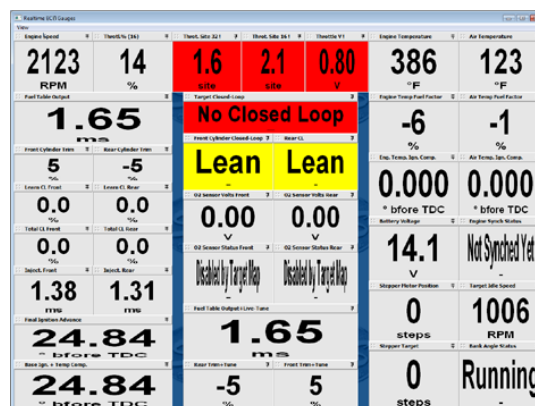 Realtime ECM Gauges
View
Engine Speed
2123
RPM
Throttle% (36)
14
%
Throt. Site 321
1.6
site
Throt. Site 361
2.1
site
Throttle V1
0.80
V
Engine Temperature
386
°F
Air Temperature
123
°F
Fuel Table Output
1.65
ms
Target Closed-Loop
No Closed Loop
Engine Temp Fuel Factor
-6
%
Air Temp Fuel Factor
-1
%
Front Cylinder Trim
5
%
Rear Cylinder Trim
-5
%
Front Cylinder Closed-Loop
Lean
-
Rear CL
Lean
-
Eng. Temp. Ign. Comp.
0.000
° bfore TDC
Air Temp. Ign. Comp.
0.000
° bfore TDC
Learn CL Front
0.0
%
Learn CL Rear
0.0
%
O2 Sensor Volts Front
0.00
V
O2 Sensor Volts Rear
0.00
V
Battery Voltage
14.1
V
Engine Synch Status
Not Synched Yet
-
Total CL Front
0.0
%
Total CL Rear
0.0
%
O2 Sensor Status Front
Disabled by Target Map
-
O2 Sensor Status Rear
Disabled by Target Map
-
Inject. Front
1.38
ms
Inject. Rear
1.31
ms
Fuel Table Output+Live-Tune
1.65
ms
Stepper Motor Position
0
steps
Target Idle Speed
1006
RPM
Final Ignition Advance
24.84
° bfore TDC
Base Ign. + Temp Comp.
24.84
° bfore TDC
Rear Trim+Tune
-5
%
Front Trim+Tune
5
%
Stepper Target
0
steps
Bank Angle Status
Running
-